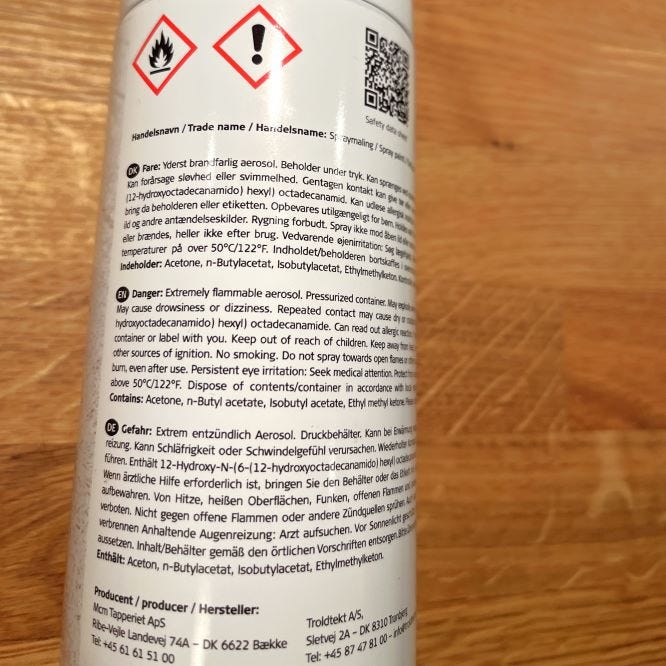 Safety data sheet
Handelsnavn / Trade name / Handelsname: Spraymaling / Spray paint /
DK Fare: Yderst brandfarlig aerosol. Beholder under tryk. Kan sprænges
Kan forårsage sløvhed eller svimmelhed. Gentagen kontakt kan give
(12-hydroxyoctadecanamido) hexyl) octadecanamid. Kan udløse allergisk
bring da beholderen eller etiketten. Opbevares utilgængeligt for børn.
ild og andre antændelseskilder. Rygning forbudt. Spray ikke mod åben ild
eller brændes, heller ikke efter brug. Vedvarende øjenirritation: Søg
temperaturer på over 50°C/122°F. Indholdet/beholderen bortskaffes i
Indeholder: Acetone, n-Butylacetat, Isobutylacetat, Ethylmethylketon.
EN Danger: Extremely flammable aerosol. Pressurized container. May
May cause drowsiness or dizziness. Repeated contact may cause dry or
hydroxyoctadecanamido) hexyl) octadecanamide. Can read out allergic
container or label with you. Keep out of reach of children. Keep away from
other sources of ignition. No smoking. Do not spray towards open flames or
burn, even after use. Persistent eye irritation: Seek medical attention. Protect
above 50°C/122°F. Dispose of contents/container in accordance with local
Contains: Acetone, n-Butyl acetate, Isobutyl acetate, Ethyl methyl ketone.
DE Gefahr: Extrem entzündlich Aerosol. Druckbehälter. Kann bei Erwärmung
reizung. Kann Schläfrigkeit oder Schwindelgefühl verursachen. Wiederholter
führen. Enthält 12-Hydroxy-N-(6-(12-hydroxyoctadecanamido) hexyl)
Wenn ärztliche Hilfe erforderlich ist, bringen Sie den Behälter oder das
aufbewahren. Von Hitze, heißen Oberflächen, Funken, offenen Flammen und
verboten. Nicht gegen offene Flammen oder andere Zündquellen sprühen.
verbrennen Anhaltende Augenreizung: Arzt aufsuchen. Vor Sonnenlicht
aussetzen. Inhalt/Behälter gemäß den örtlichen Vorschriften entsorgen. Bitte
Enthält: Aceton, n-Butylacetat, Isobutylacetat, Ethylmethylketon.
Producent / producer / Hersteller:
Mcm Tapperiet ApS
Ribe-Vejle Landevej 74A – DK 6622 Bække
Tel: +45 61 61 51 00
Troldtekt A/S,
Sletvej 2A – DK 8310 Tranbjerg
Tel: +45 87 47 81 00 –